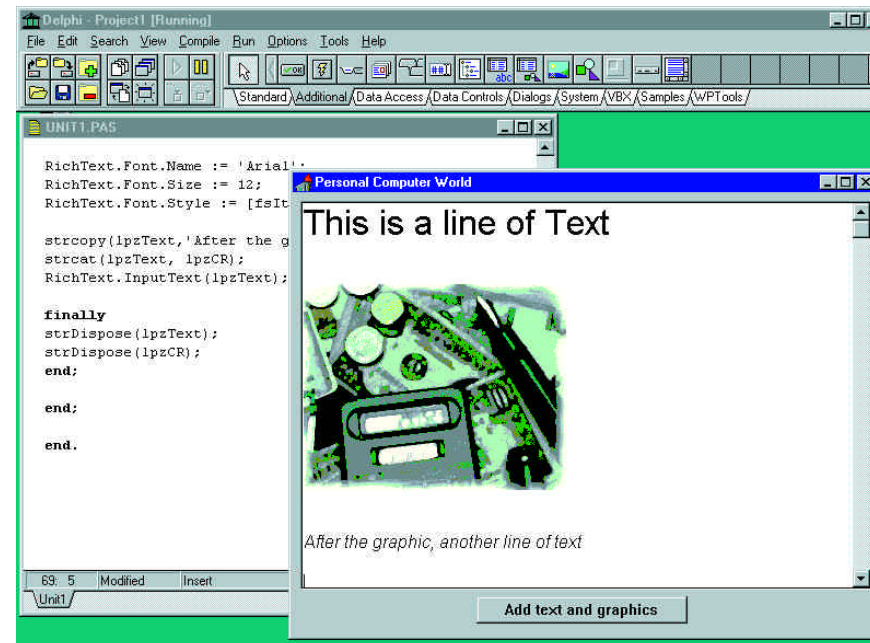 Delphi - Project1 [Running]
File Edit Search View Compile Run Options Tools Help
OK
abc
Standard Additional Data Access Data Controls Dialogs System VBX Samples WPTools
UNIT1.PAS
RichText.Font.Name := 'Arial';
RichText.Font.Size := 12;
RichText.Font.Style := [fsIt
strcopy(lpzText,'After the g
strcat(lpzText, lpzCR);
RichText.InputText(lpzText);
finally
strDispose(lpzText);
strDispose(lpzCR);
end;
end;
end.
69: 5 Modified Insert
Unit1
Personal Computer World
This is a line of Text
After the graphic, another line of text
Add text and graphics